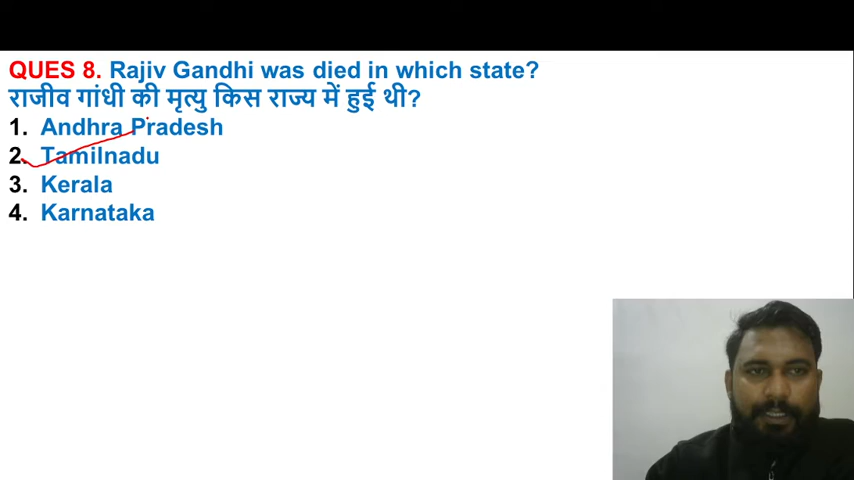 QUES 8. Rajiv Gandhi was died in which state?
राजीव गांधी की मृत्यु किस राज्य में हुई थी?
1. Andhra Pradesh
2. Tamilnadu
3. Kerala
4. Karnataka